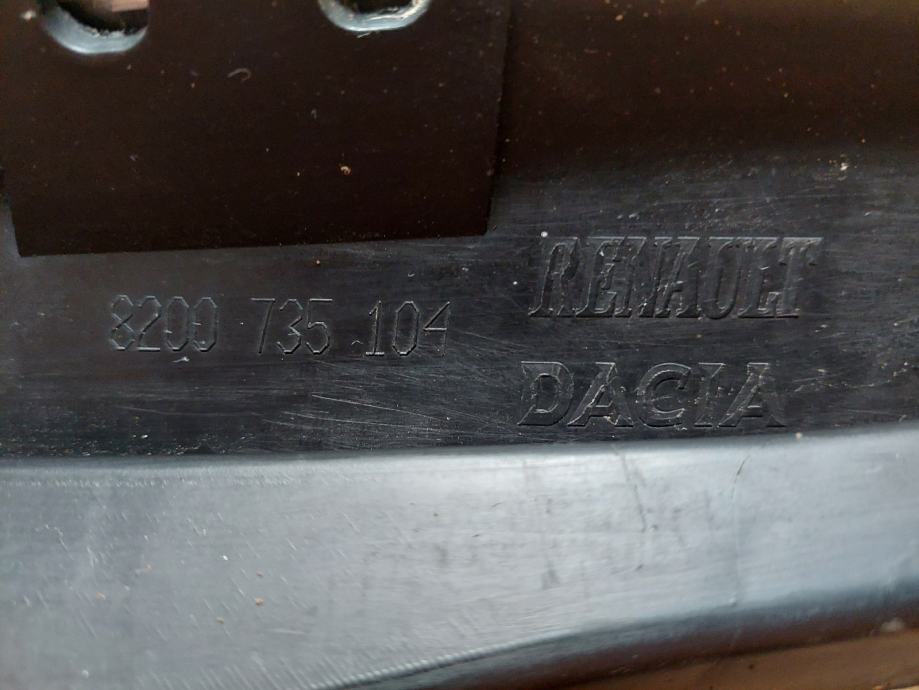 RENAULT
8200 735 104
DACIA